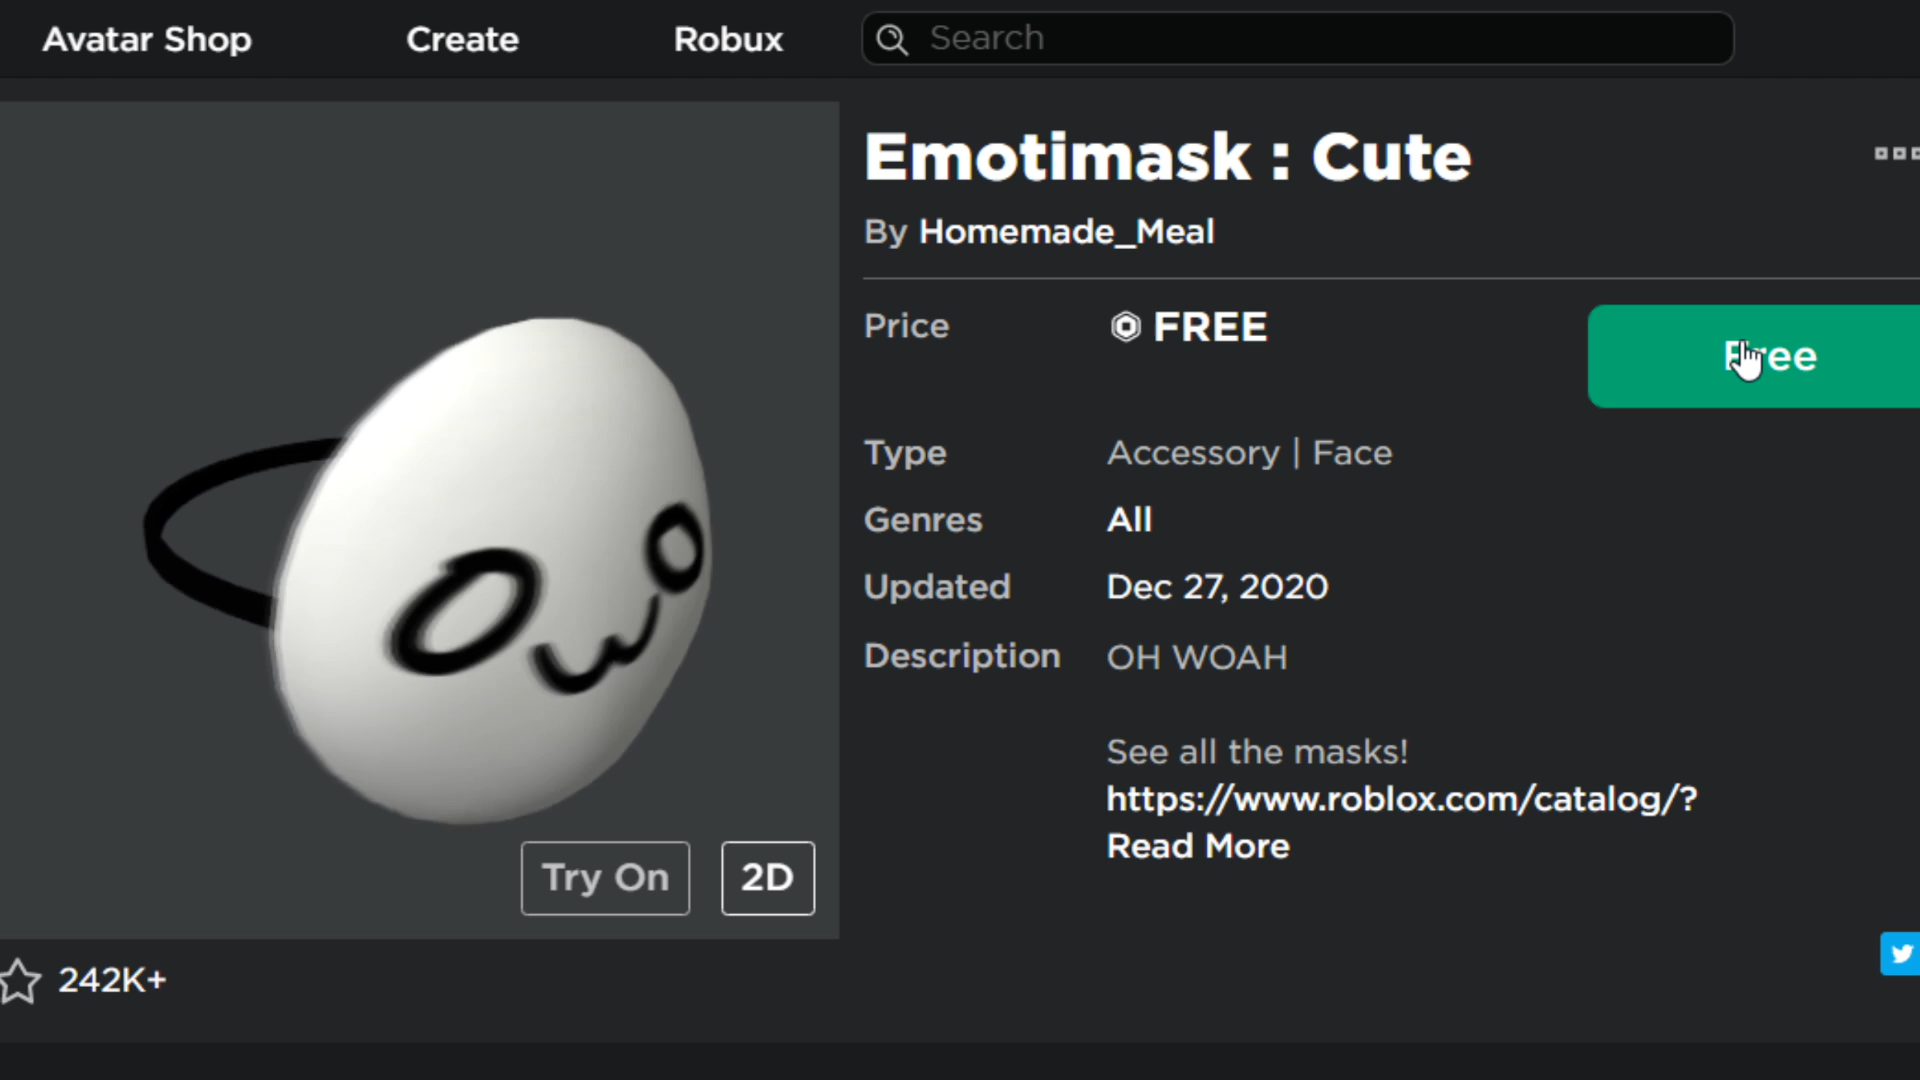 Avatar Shop Create Robux Search
Emotimask : Cute
By Homemade_Meal
Price FREE
Free
Type Accessory | Face
Genres All
Updated Dec 27, 2020
Description OH WOAH
See all the masks!
https://www.roblox.com/catalog/?
Read More
OwO
Try On 2D
242K+